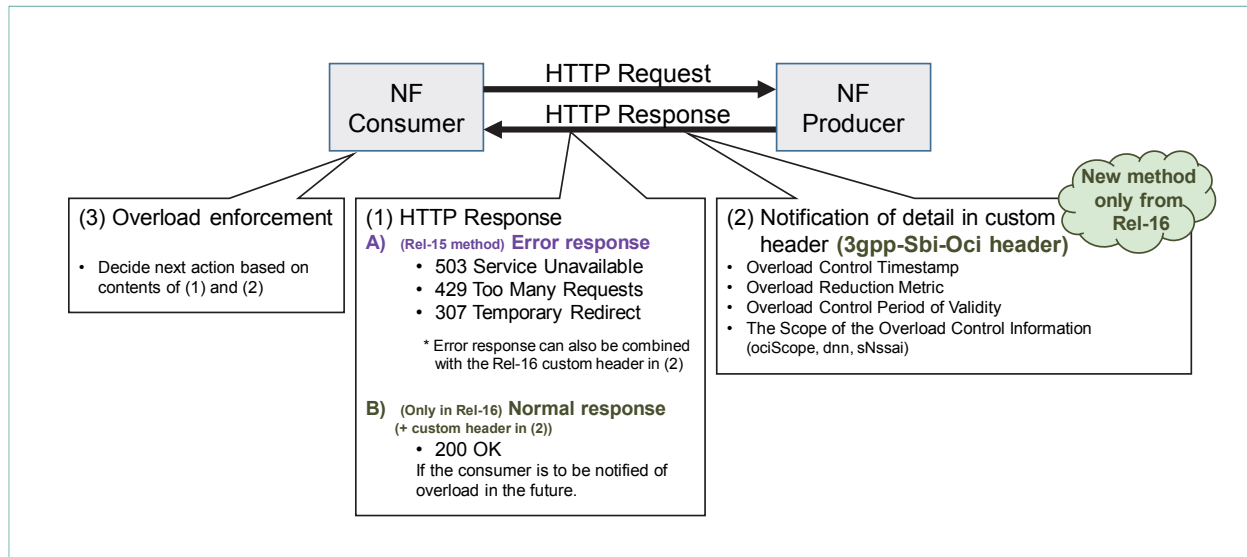 HTTP Request
NF
Consumer
HTTP Response
NF
Producer
New method
only from
Rel-16
(3) Overload enforcement
• Decide next action based on
contents of (1) and (2)
(1) HTTP Response
A) (Rel-15 method) Error response
• 503 Service Unavailable
• 429 Too Many Requests
• 307 Temporary Redirect
* Error response can also be combined
with the Rel-16 custom header in (2)
B) (Only in Rel-16) Normal response
(+ custom header in (2))
• 200 OK
If the consumer is to be notified of
overload in the future.
(2) Notification of detail in custom
header (3gpp-Sbi-Oci header)
• Overload Control Timestamp
• Overload Reduction Metric
• Overload Control Period of Validity
• The Scope of the Overload Control Information
(ociScope, dnn, sNssai)